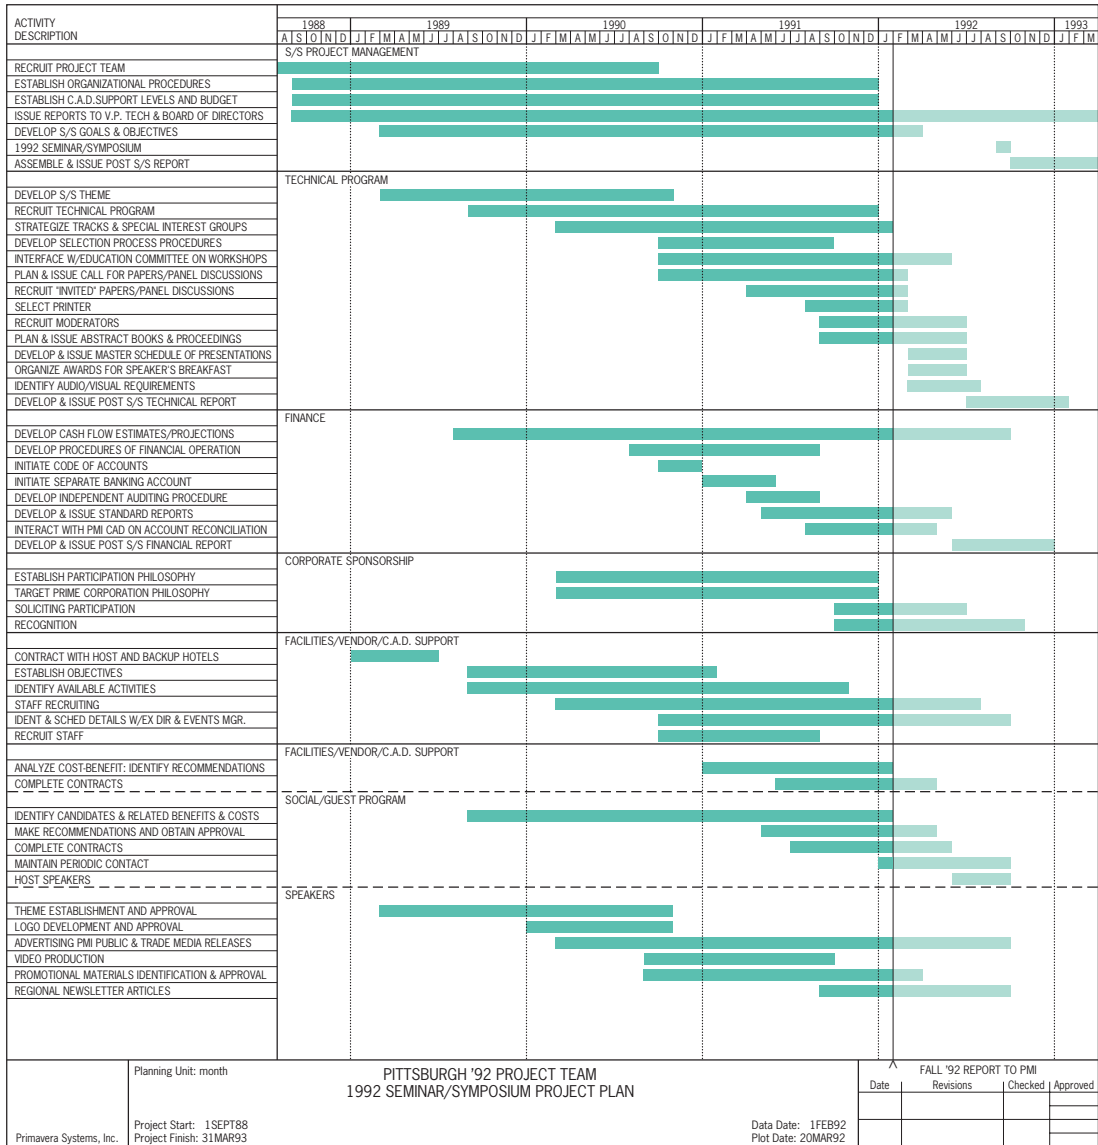 ACTIVITY
DESCRIPTION
1988 1989 1990 1991 1992 1993
A S O N D J F M A M J J A S O N D J F M A M J J A S O N D J F M A M J J A S O N D J F M A M J J A S O N D J F M
S/S PROJECT MANAGEMENT
RECRUIT PROJECT TEAM
ESTABLISH ORGANIZATIONAL PROCEDURES
ESTABLISH C.A.D.SUPPORT LEVELS AND BUDGET
ISSUE REPORTS TO V.P. TECH & BOARD OF DIRECTORS
DEVELOP S/S GOALS & OBJECTIVES
1992 SEMINAR/SYMPOSIUM
ASSEMBLE & ISSUE POST S/S REPORT
TECHNICAL PROGRAM
DEVELOP S/S THEME
RECRUIT TECHNICAL PROGRAM
STRATEGIZE TRACKS & SPECIAL INTEREST GROUPS
DEVELOP SELECTION PROCESS PROCEDURES
INTERFACE W/EDUCATION COMMITTEE ON WORKSHOPS
PLAN & ISSUE CALL FOR PAPERS/PANEL DISCUSSIONS
RECRUIT "INVITED" PAPERS/PANEL DISCUSSIONS
SELECT PRINTER
RECRUIT MODERATORS
PLAN & ISSUE ABSTRACT BOOKS & PROCEEDINGS
DEVELOP & ISSUE MASTER SCHEDULE OF PRESENTATIONS
ORGANIZE AWARDS FOR SPEAKER'S BREAKFAST
IDENTIFY AUDIO/VISUAL REQUIREMENTS
DEVELOP & ISSUE POST S/S TECHNICAL REPORT
FINANCE
DEVELOP CASH FLOW ESTIMATES/PROJECTIONS
DEVELOP PROCEDURES OF FINANCIAL OPERATION
INITIATE CODE OF ACCOUNTS
INITIATE SEPARATE BANKING ACCOUNT
DEVELOP INDEPENDENT AUDITING PROCEDURE
DEVELOP & ISSUE STANDARD REPORTS
INTERACT WITH PMI CAD ON ACCOUNT RECONCILIATION
DEVELOP & ISSUE POST S/S FINANCIAL REPORT
CORPORATE SPONSORSHIP
ESTABLISH PARTICIPATION PHILOSOPHY
TARGET PRIME CORPORATION PHILOSOPHY
SOLICITING PARTICIPATION
RECOGNITION
FACILITIES/VENDOR/C.A.D. SUPPORT
CONTRACT WITH HOST AND BACKUP HOTELS
ESTABLISH OBJECTIVES
IDENTIFY AVAILABLE ACTIVITIES
STAFF RECRUITING
IDENT & SCHED DETAILS W/EX DIR & EVENTS MGR.
RECRUIT STAFF
FACILITIES/VENDOR/C.A.D. SUPPORT
ANALYZE COST-BENEFIT: IDENTIFY RECOMMENDATIONS
COMPLETE CONTRACTS
SOCIAL/GUEST PROGRAM
IDENTIFY CANDIDATES & RELATED BENEFITS & COSTS
MAKE RECOMMENDATIONS AND OBTAIN APPROVAL
COMPLETE CONTRACTS
MAINTAIN PERIODIC CONTACT
HOST SPEAKERS
SPEAKERS
THEME ESTABLISHMENT AND APPROVAL
LOGO DEVELOPMENT AND APPROVAL
ADVERTISING PMI PUBLIC & TRADE MEDIA RELEASES
VIDEO PRODUCTION
PROMOTIONAL MATERIALS IDENTIFICATION & APPROVAL
REGIONAL NEWSLETTER ARTICLES
Primavera Systems, Inc.
Planning Unit: month
Project Start: 1SEPT88
Project Finish: 31MAR93
PITTSBURGH '92 PROJECT TEAM
1992 SEMINAR/SYMPOSIUM PROJECT PLAN
Data Date: 1FEB92
Plot Date: 20MAR92
FALL '92 REPORT TO PMI
Date Revisions Checked Approved